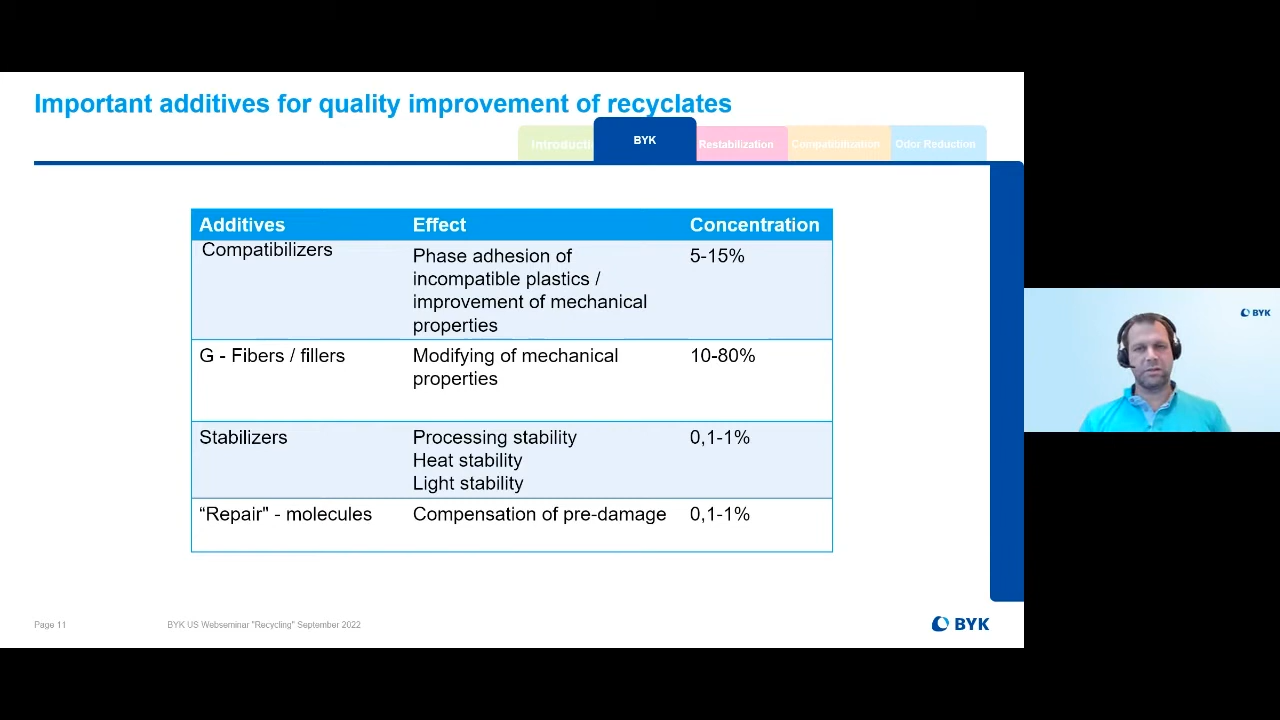 Important additives for quality improvement of recyclates
Introducti
BYK
Restabilization
Compatibilization
Odor Reduction
Additives Effect Concentration
Compatibilizers Phase adhesion of 5-15%
incompatible plastics /
improvement of mechanical
properties
G - Fibers / fillers Modifying of mechanical 10-80%
properties
Stabilizers Processing stability 0,1-1%
Heat stability
Light stability
“Repair" - molecules Compensation of pre-damage 0,1-1%
BYK
Page 11 BYK US Webseminar "Recycling" September 2022
BYK